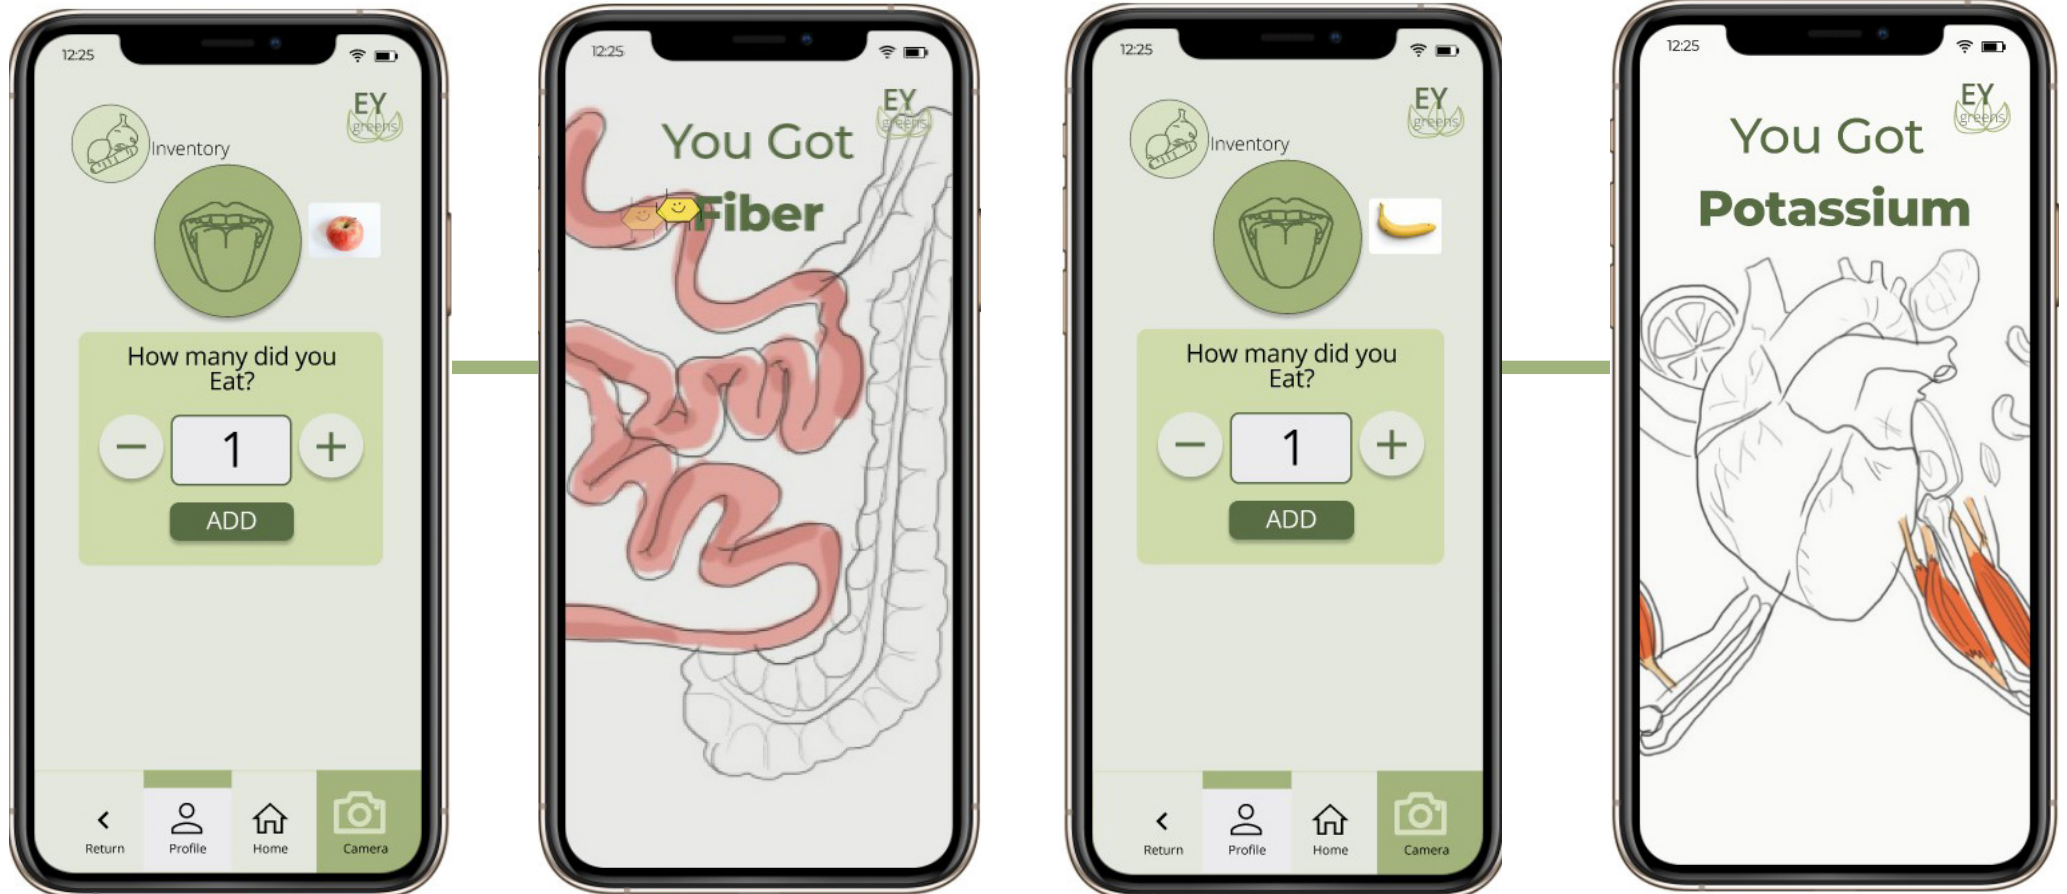 12:25
EY
greens
Inventory
How many did you
Eat?
1
ADD
Return
Profile
Home
Camera
12:25
EY
greens
You Got
Fiber
12:25
EY
greens
Inventory
How many did you
Eat?
1
ADD
Return
Profile
Home
Camera
12:25
EY
greens
You Got
Potassium